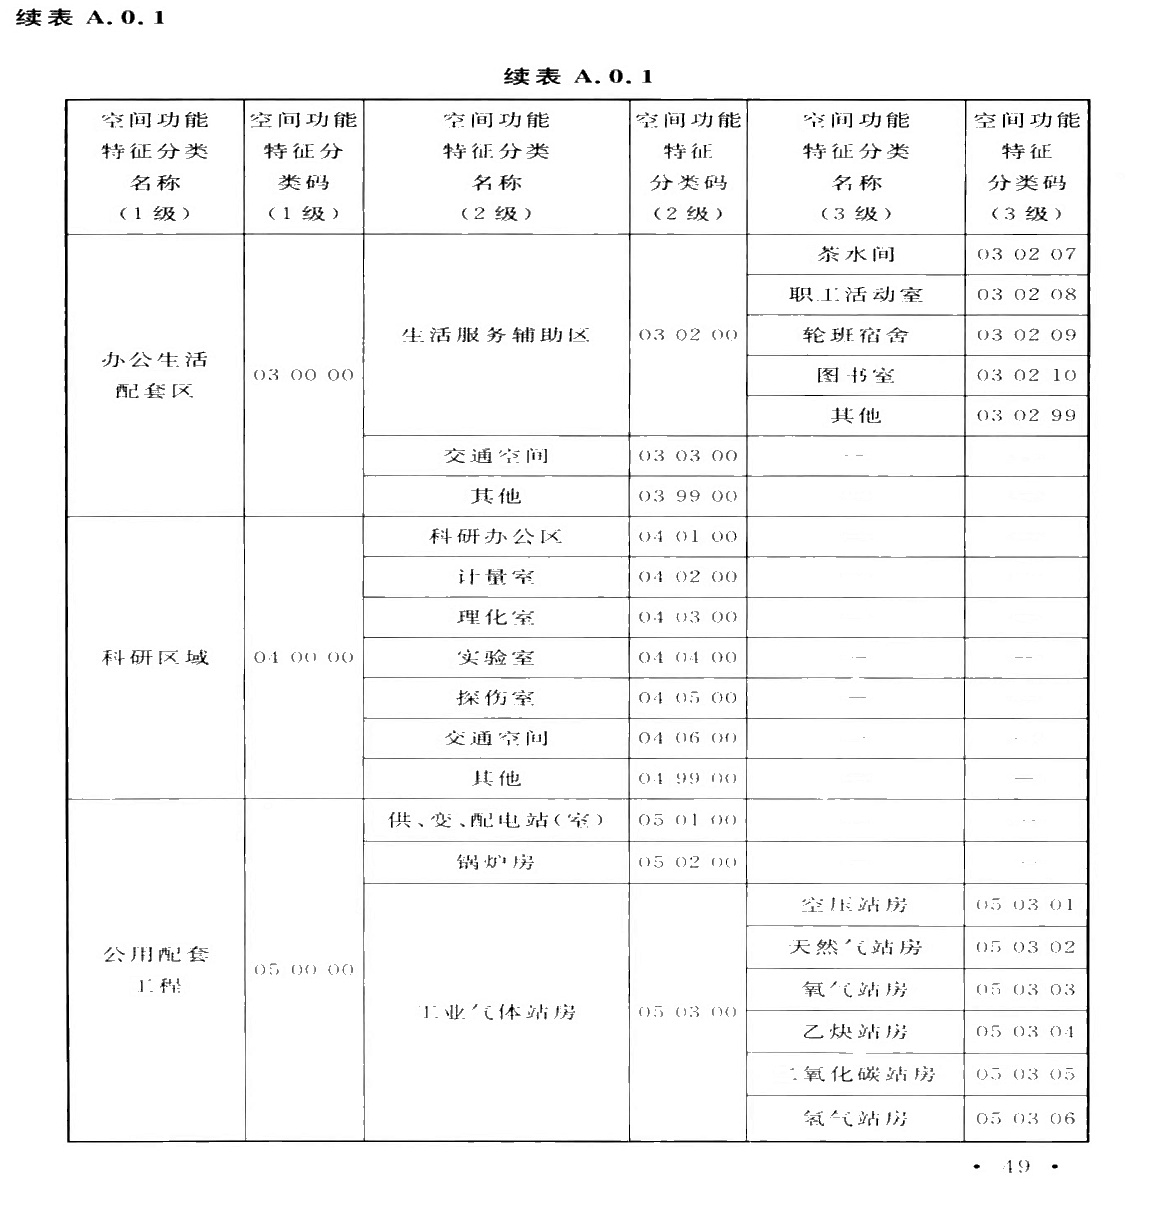 续表 A.0.1
续表 A.0.1
空间功能特征分类名称(1级) 空间功能特征分类码(1级) 空间功能特征分类名称(2级) 空间功能特征分类码(2级) 空间功能特征分类名称(3级) 空间功能特征分类码(3级)
办公生活配套区 03 00 00 生活服务辅助区 03 02 00 茶水间 03 02 07
职工活动室 03 02 08
轮班宿舍 03 02 09
图书室 03 02 10
其他 03 02 99
交通空间 03 03 00 —
其他 03 99 00
科研区域 04 00 00 科研办公区 04 01 00
计量室 04 02 00
理化室 04 03 00
实验室 04 04 00 — —
探伤室 04 05 00 —
交通空间 04 06 00
其他 04 99 00 —
公用配套工程 05 00 00 供、变、配电站(室) 05 01 00 —
锅炉房 05 02 00 —
工业气体站房 05 03 00 空压站房 05 03 01
天然气站房 05 03 02
氧气站房 05 03 03
乙炔站房 05 03 04
二氧化碳站房 05 03 05
氢气站房 05 03 06
• 49 •